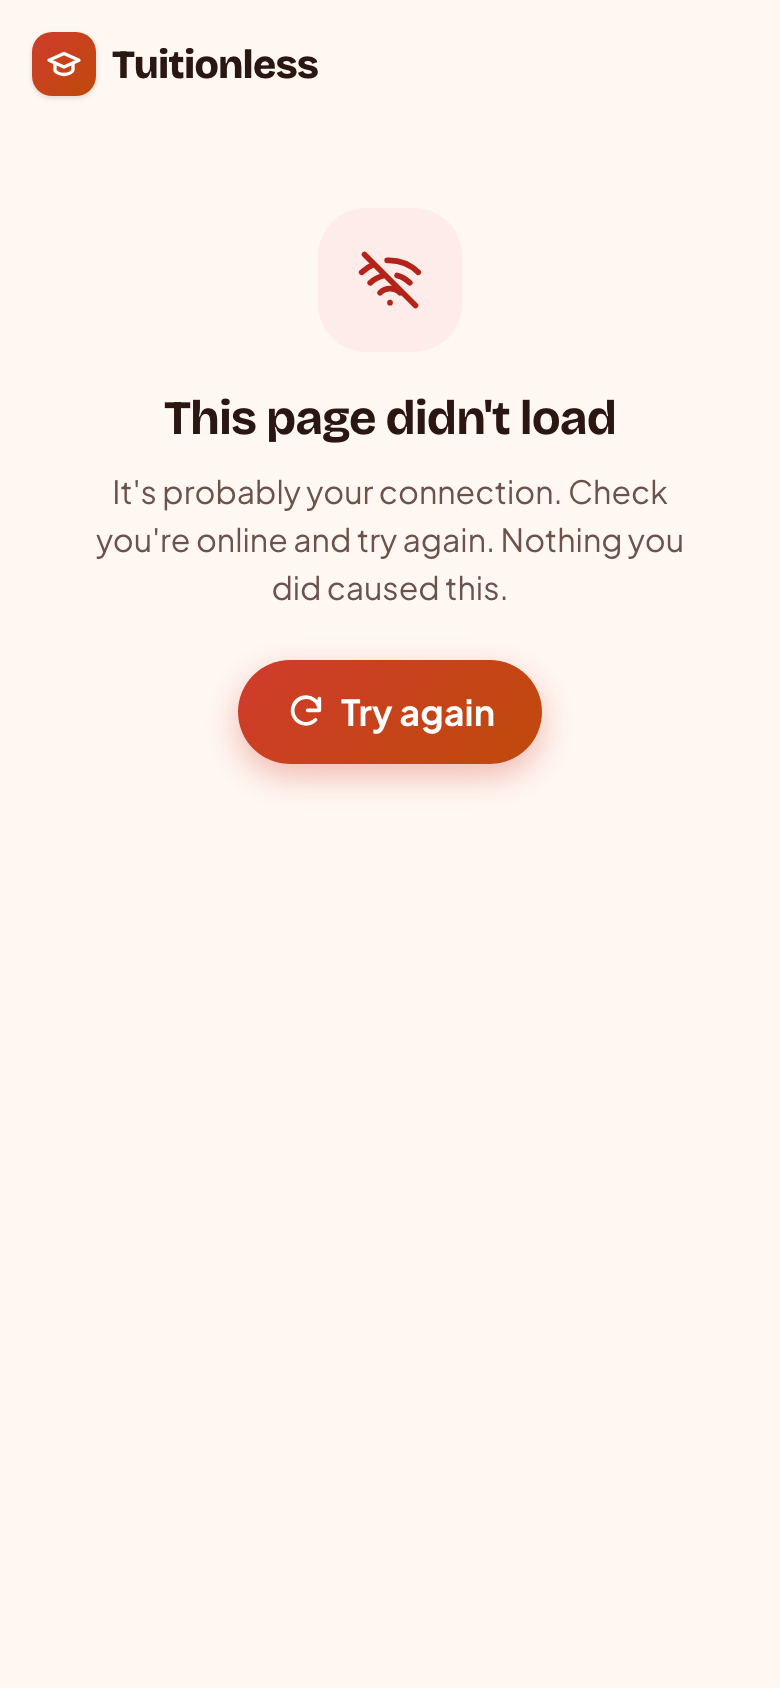 Tuitionless
This page didn't load
It's probably your connection. Check
you're online and try again. Nothing you
did caused this.
Try again